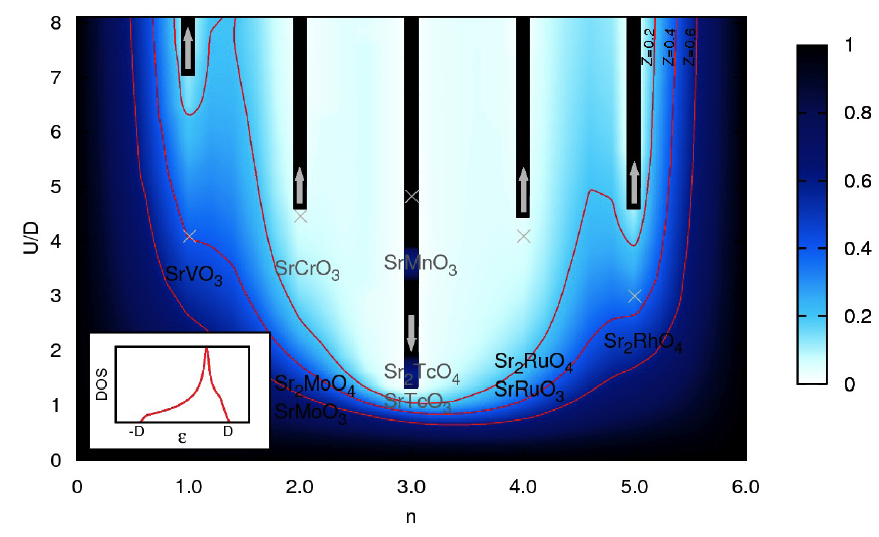 8
7
6
5
4
3
2
1
0
U/D
0
1.0
2.0
3.0
4.0
5.0
6.0
n
Z=0.2
Z=0.4
Z=0.6
SrVO₃
SrCrO₃
SrMnO₃
Sr₂MoO₄
SrMoO₃
Sr₂TcO₄
SrTcO₃
Sr₂RuO₄
SrRuO₃
Sr₂RhO₄
DOS
-D
D
ε
1
0.8
0.6
0.4
0.2
0